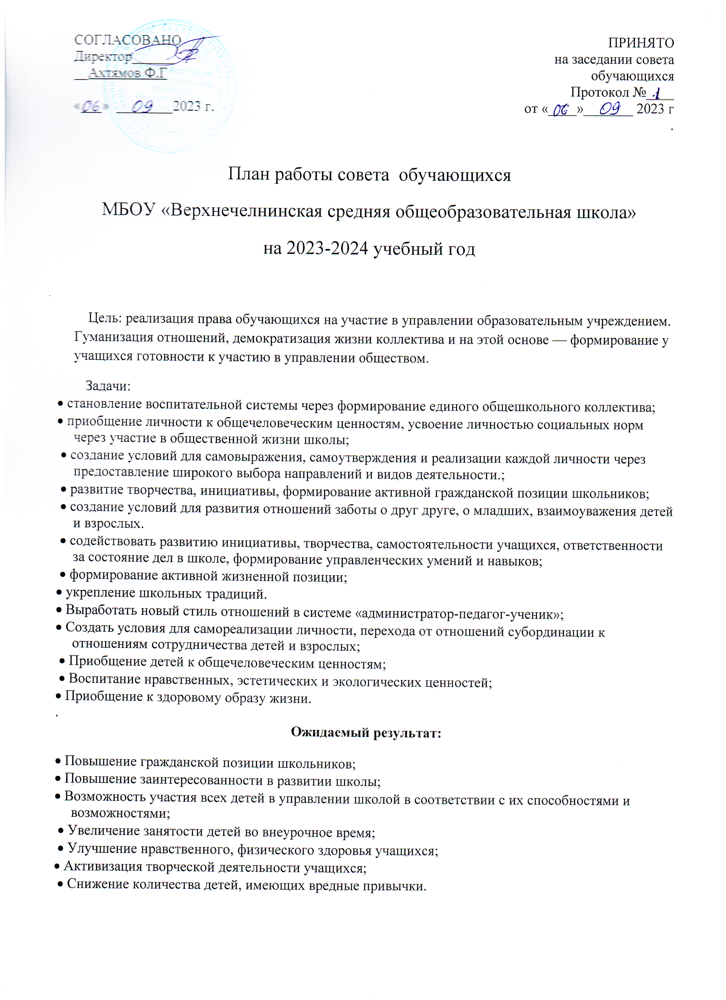 СОГЛАСОВАНО
Директор______
__Ахтямов Ф.Г
«06» 09 2023 г.
ПРИНЯТО
на заседании совета
обучающихся
Протокол № 1
от «06» 09 2023 г
.
План работы совета обучающихся
МБОУ «Верхнечелнинская средняя общеобразовательная школа»
на 2023-2024 учебный год
Цель: реализация права обучающихся на участие в управлении образовательным учреждением.
Гуманизация отношений, демократизация жизни коллектива и на этой основе — формирование у
учащихся готовности к участию в управлении обществом.
Задачи:
• становление воспитательной системы через формирование единого общешкольного коллектива;
• приобщение личности к общечеловеческим ценностям, усвоение личностью социальных норм
через участие в общественной жизни школы;
• создание условий для самовыражения, самоутверждения и реализации каждой личности через
предоставление широкого выбора направлений и видов деятельности.;
• развитие творчества, инициативы, формирование активной гражданской позиции школьников;
• создание условий для развития отношений заботы о друг друге, о младших, взаимоуважения детей
и взрослых.
• содействовать развитию инициативы, творчества, самостоятельности учащихся, ответственности
за состояние дел в школе, формирование управленческих умений и навыков;
• формирование активной жизненной позиции;
• укрепление школьных традиций.
• Выработать новый стиль отношений в системе «администратор-педагог-ученик»;
• Создать условия для самореализации личности, перехода от отношений субординации к
отношениям сотрудничества детей и взрослых;
• Приобщение детей к общечеловеческим ценностям;
• Воспитание нравственных, эстетических и экологических ценностей;
• Приобщение к здоровому образу жизни.
.
Ожидаемый результат:
• Повышение гражданской позиции школьников;
• Повышение заинтересованности в развитии школы;
• Возможность участия всех детей в управлении школой в соответствии с их способностями и
возможностями;
• Увеличение занятости детей во внеурочное время;
• Улучшение нравственного, физического здоровья учащихся;
• Активизация творческой деятельности учащихся;
• Снижение количества детей, имеющих вредные привычки.